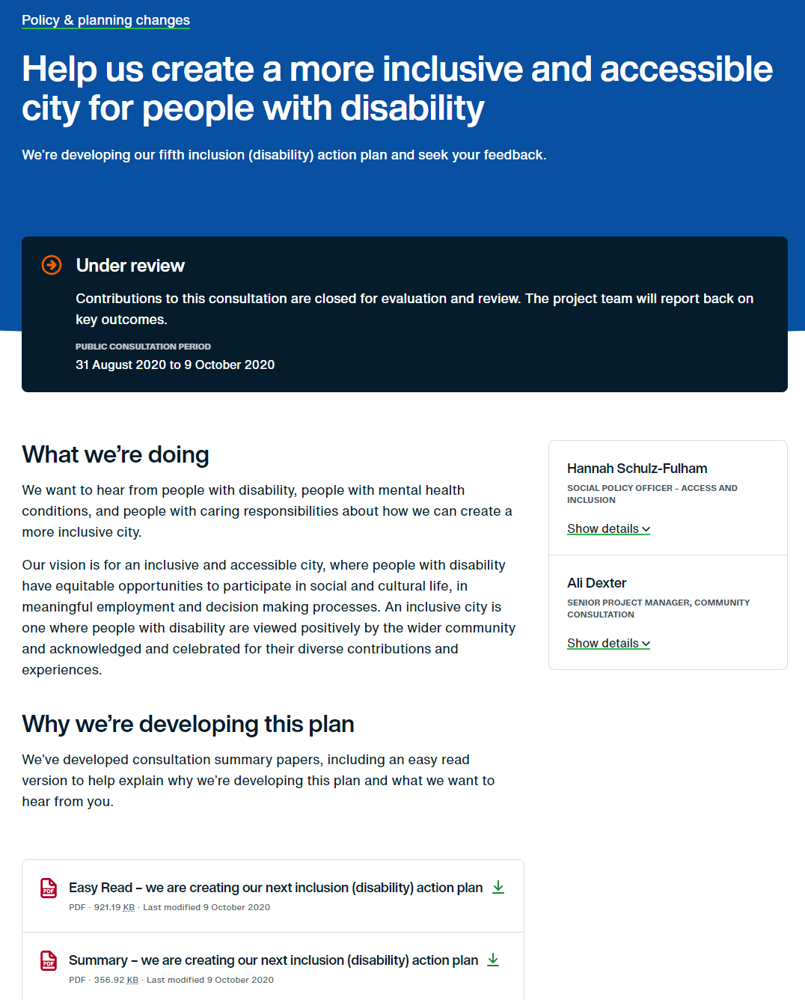 Policy & planning changes
Help us create a more inclusive and accessible
city for people with disability
We're developing our fifth inclusion (disability) action plan and seek your feedback.
Under review
Contributions to this consultation are closed for evaluation and review. The project team will report back on
key outcomes.
PUBLIC CONSULTATION PERIOD
31 August 2020 to 9 October 2020
What we're doing
We want to hear from people with disability, people with mental health
conditions, and people with caring responsibilities about how we can create a
more inclusive city.
Our vision is for an inclusive and accessible city, where people with disability
have equitable opportunities to participate in social and cultural life, in
meaningful employment and decision making processes. An inclusive city is
one where people with disability are viewed positively by the wider community
and acknowledged and celebrated for their diverse contributions and
experiences.
Hannah Schulz-Fulham
SOCIAL POLICY OFFICER – ACCESS AND
INCLUSION
Show details
Ali Dexter
SENIOR PROJECT MANAGER, COMMUNITY
CONSULTATION
Show details
Why we're developing this plan
We've developed consultation summary papers, including an easy read
version to help explain why we're developing this plan and what we want to
hear from you.
PDF
Easy Read – we are creating our next inclusion (disability) action plan
PDF · 921.19 KB · Last modified 9 October 2020
PDF
Summary – we are creating our next inclusion (disability) action plan
PDF · 356.92 KB · Last modified 9 October 2020